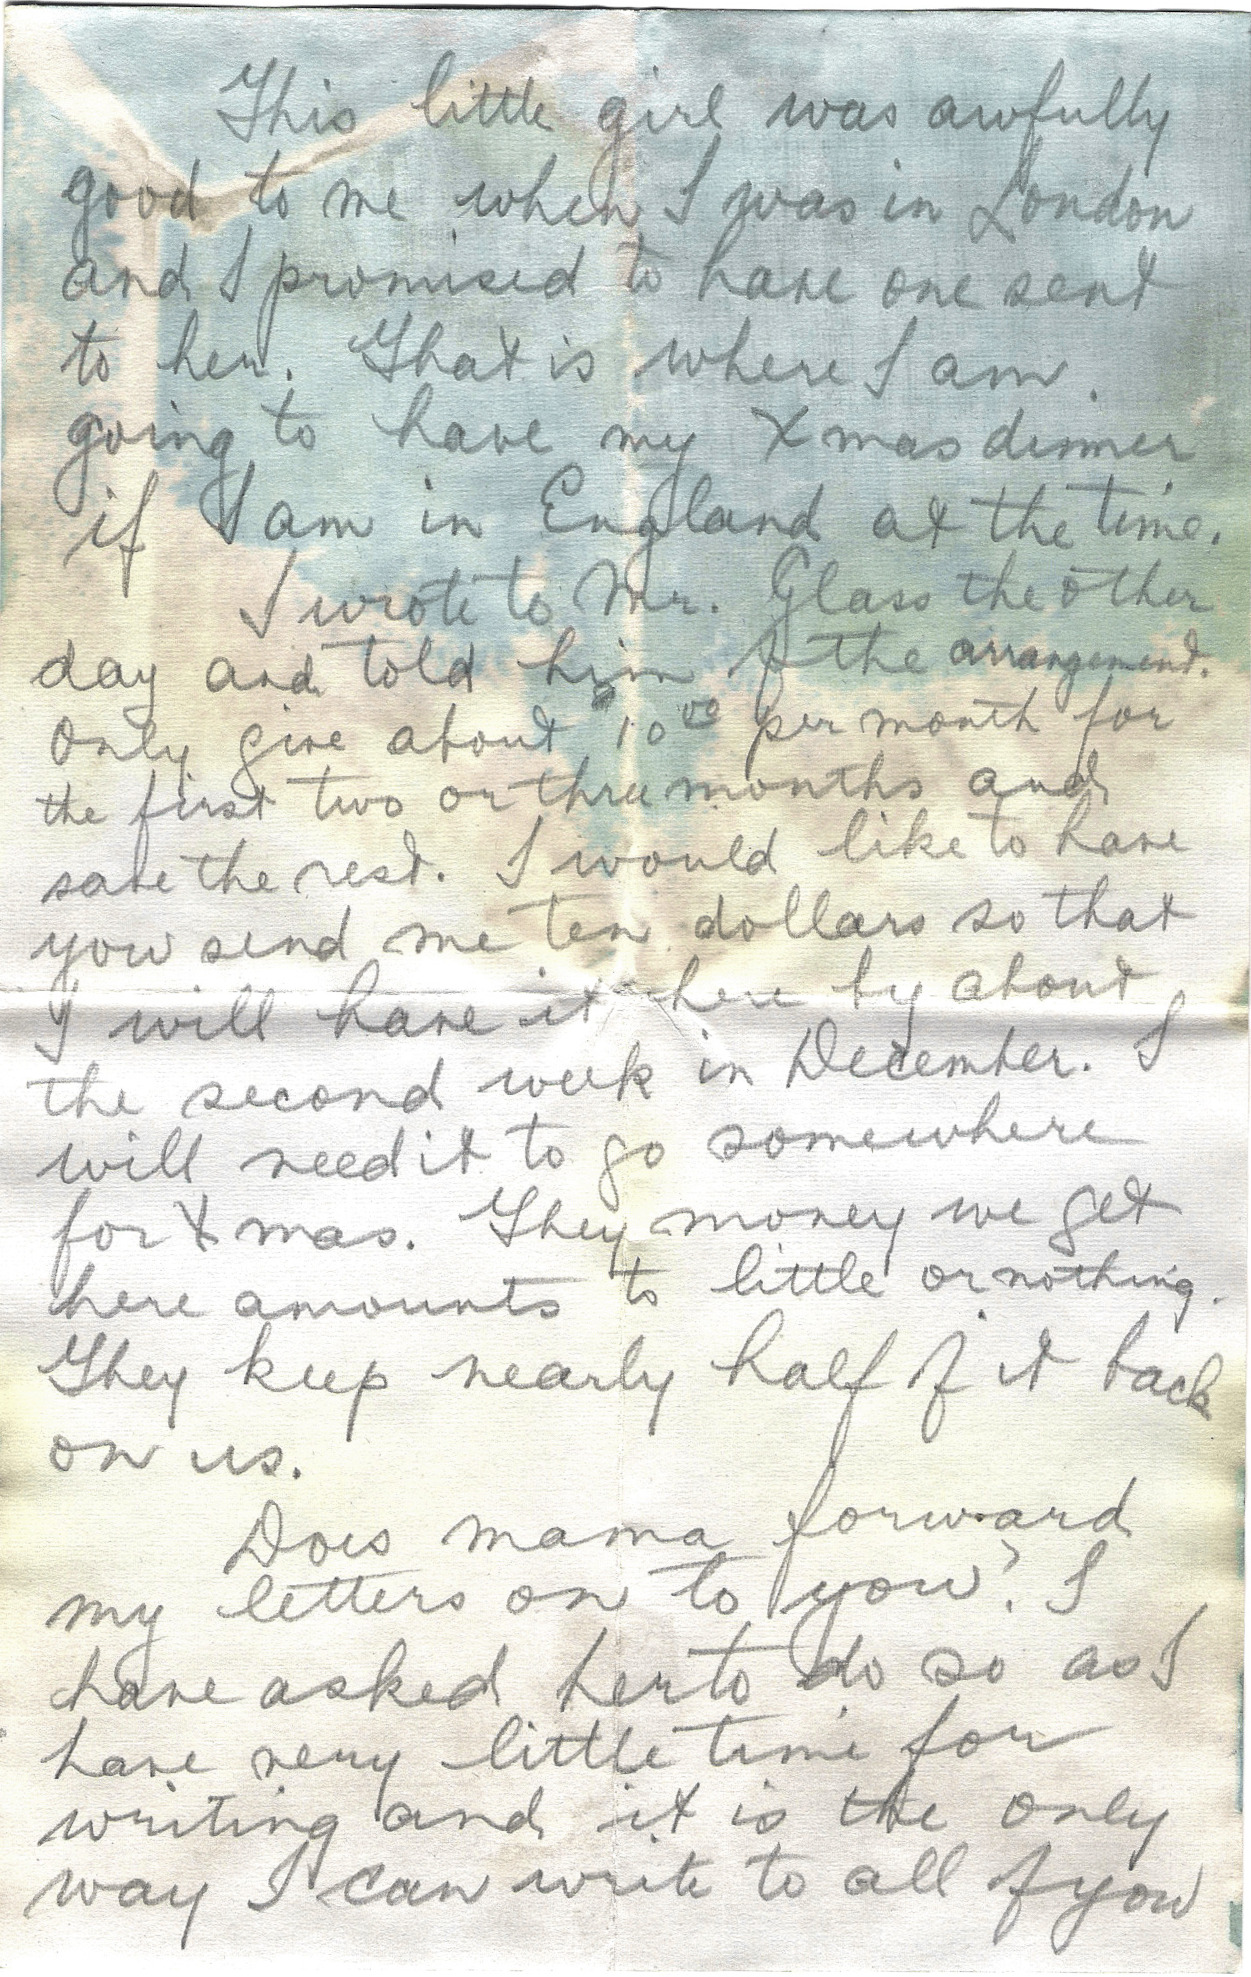 This little girl was awfully
good to me when I was in London
and I promised to have one sent
to her. That is where I am
going to have my Xmas dinner
if I am in England at the time.
I wrote to Mr. Glass the other
day and told him of the arrangement.
Only give about 10⁰⁰ per month for
the first two or three months and
save the rest. I would like to have
you send me ten dollars so that
I will have it here by about
the second week in December. I
will need it to go somewhere
for Xmas. They money we get
here amounts to little or nothing.
They keep nearly half of it back
on us.
Does mama forward
my letters on to you? I
have asked her to do so as I
have very little time for
writing and it is the only
way I can write to all of you